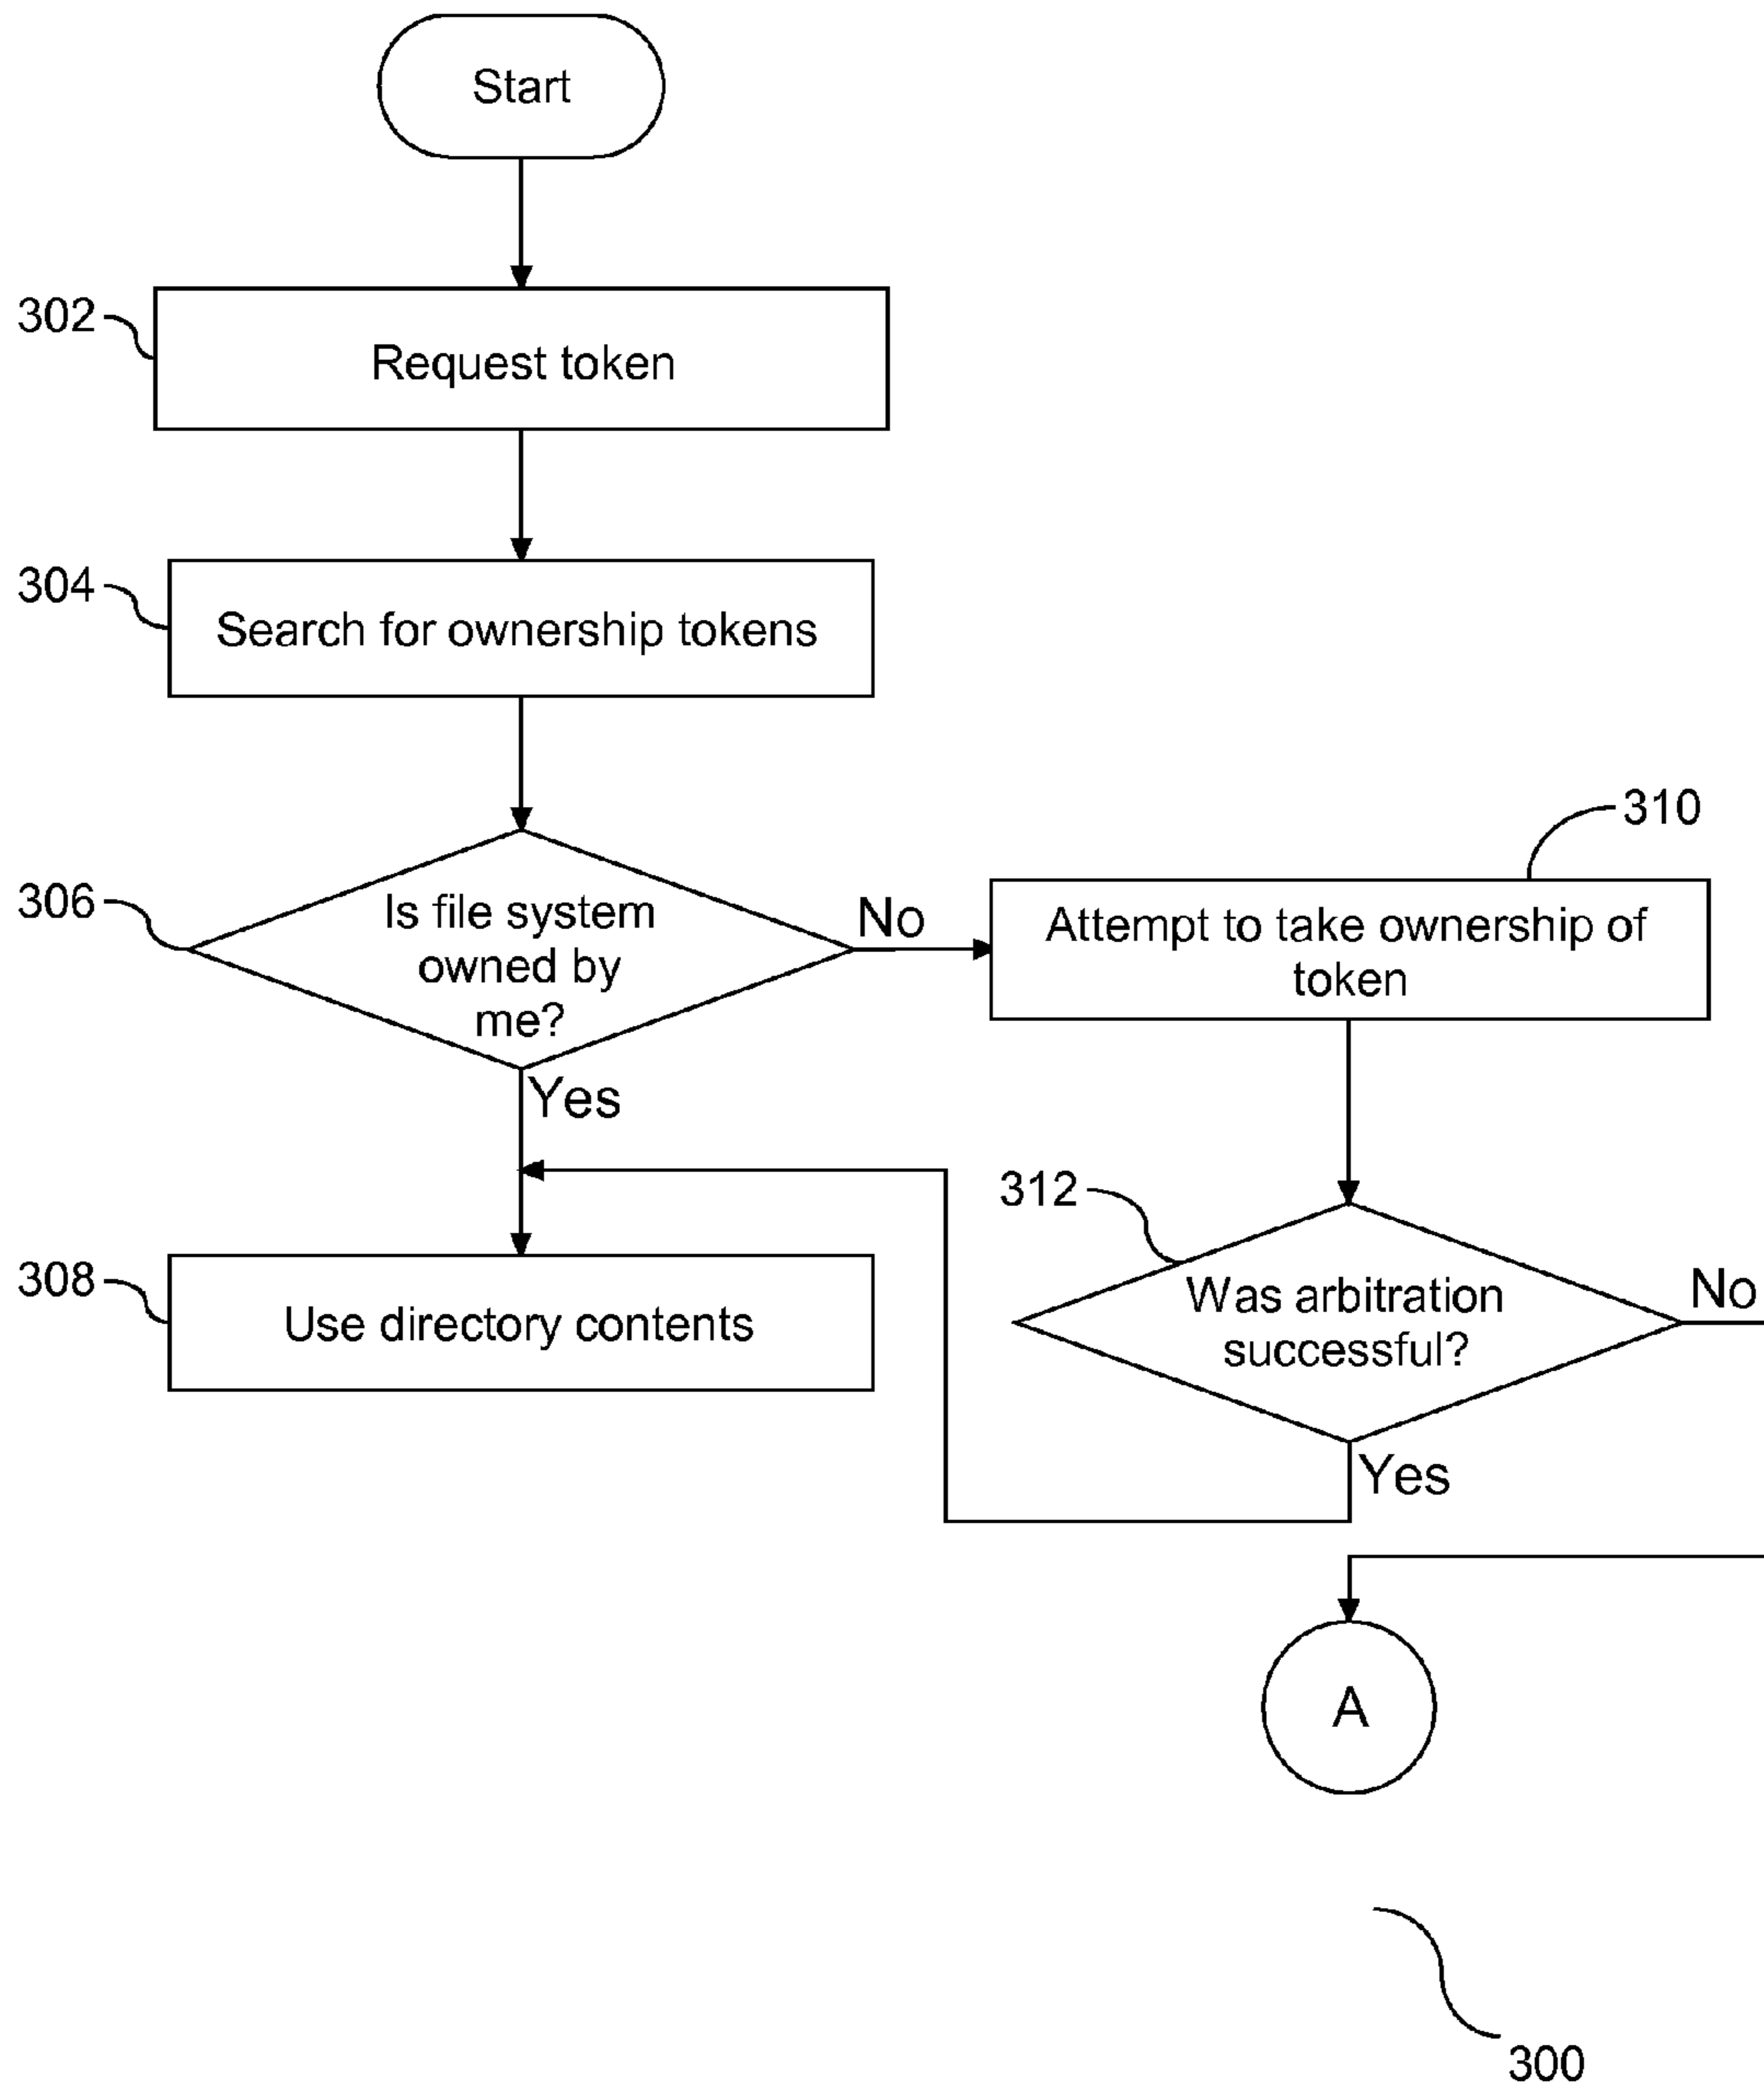 Start
302
Request token
304
Search for ownership tokens
310
306
Is file system
owned by
me?
No
Attempt to take ownership of
token
Yes
312
308
Use directory contents
Was arbitration
successful?
No
Yes
A
300